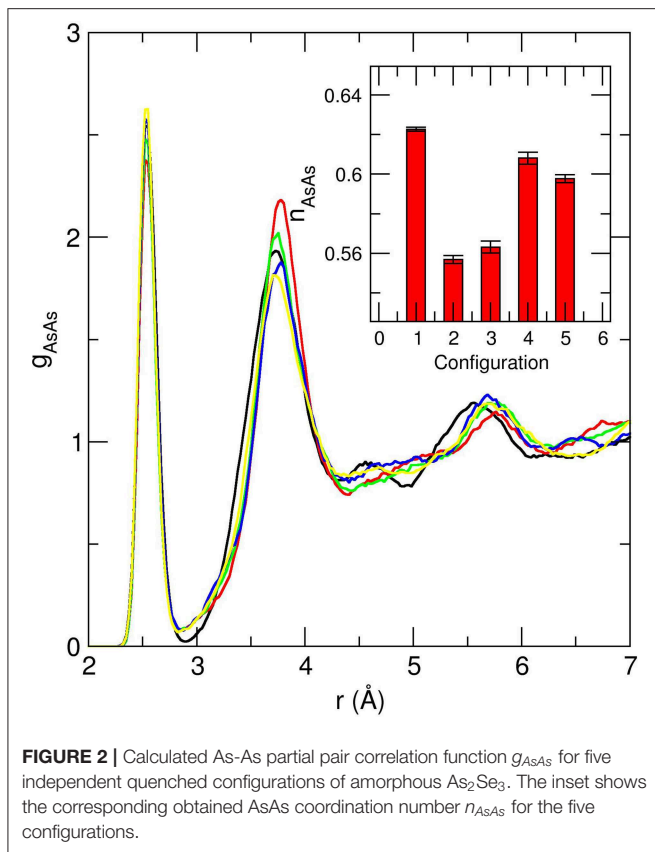 3
2
1
0
g_AsAs
2
3
4
5
6
7
r (Å)
0.64
0.6
0.56
n_AsAs
0
1
2
3
4
5
6
Configuration
FIGURE 2 | Calculated As-As partial pair correlation function g_AsAs for five
independent quenched configurations of amorphous As₂Se₃. The inset shows
the corresponding obtained AsAs coordination number n_AsAs for the five
configurations.